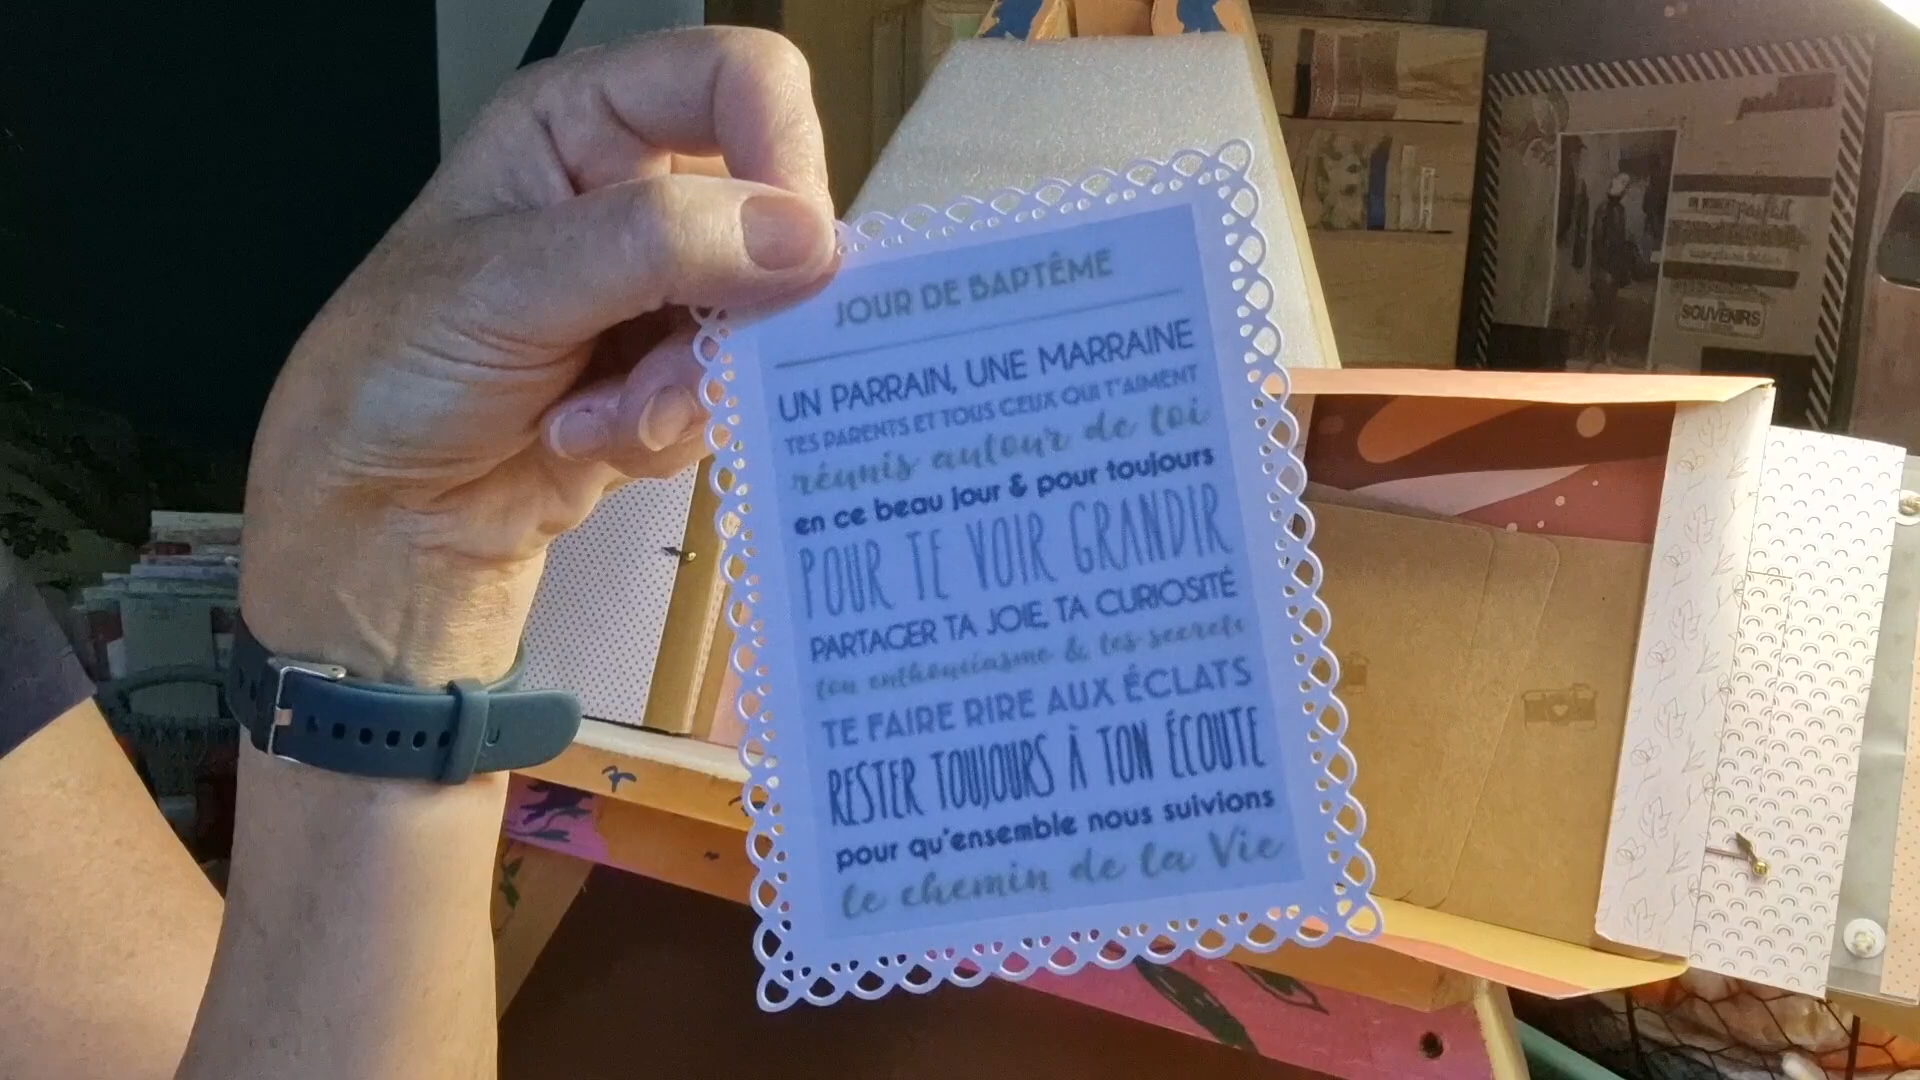 JOUR DE BAPTÊME
UN PARRAIN, UNE MARRAINE
TES PARENTS ET TOUS CEUX QUI T'AIMENT
réunis autour de toi
en ce beau jour & pour toujours
POUR TE VOIR GRANDIR
PARTAGER TA JOIE, TA CURIOSITÉ
ton enthousiasme & tes secrets
TE FAIRE RIRE AUX ÉCLATS
RESTER TOUJOURS À TON ÉCOUTE
pour qu'ensemble nous suivions
le chemin de la Vie
SOUVENIRS